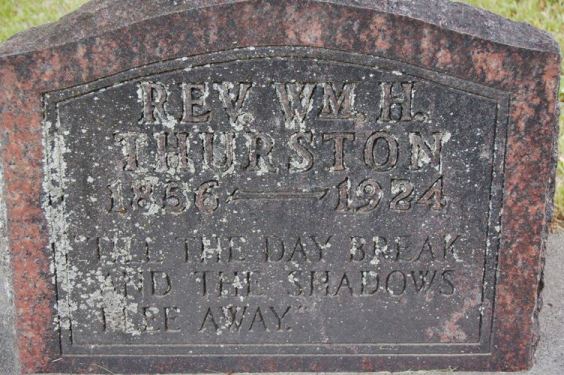 REV. WM. H.
THURSTON
1856 — 1924
"TILL THE DAY BREAK
AND THE SHADOWS
FLEE AWAY."